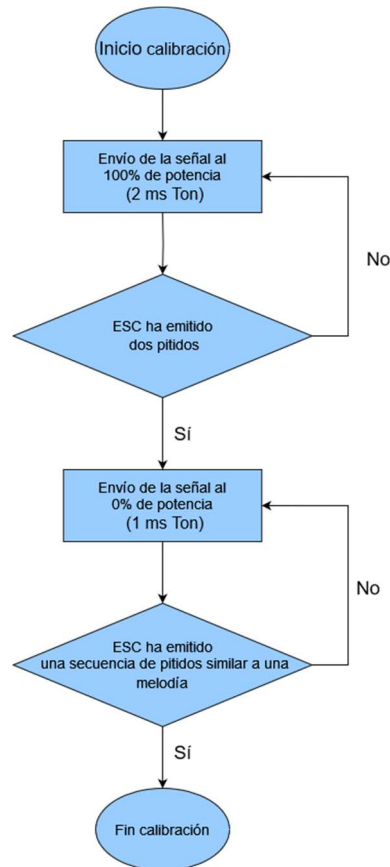 Inicio calibración
Envío de la señal al
100% de potencia
(2 ms Ton)
No
ESC ha emitido
dos pitidos
Sí
Envío de la señal al
0% de potencia
(1 ms Ton)
No
ESC ha emitido
una secuencia de pitidos similar a una
melodía
Sí
Fin calibración